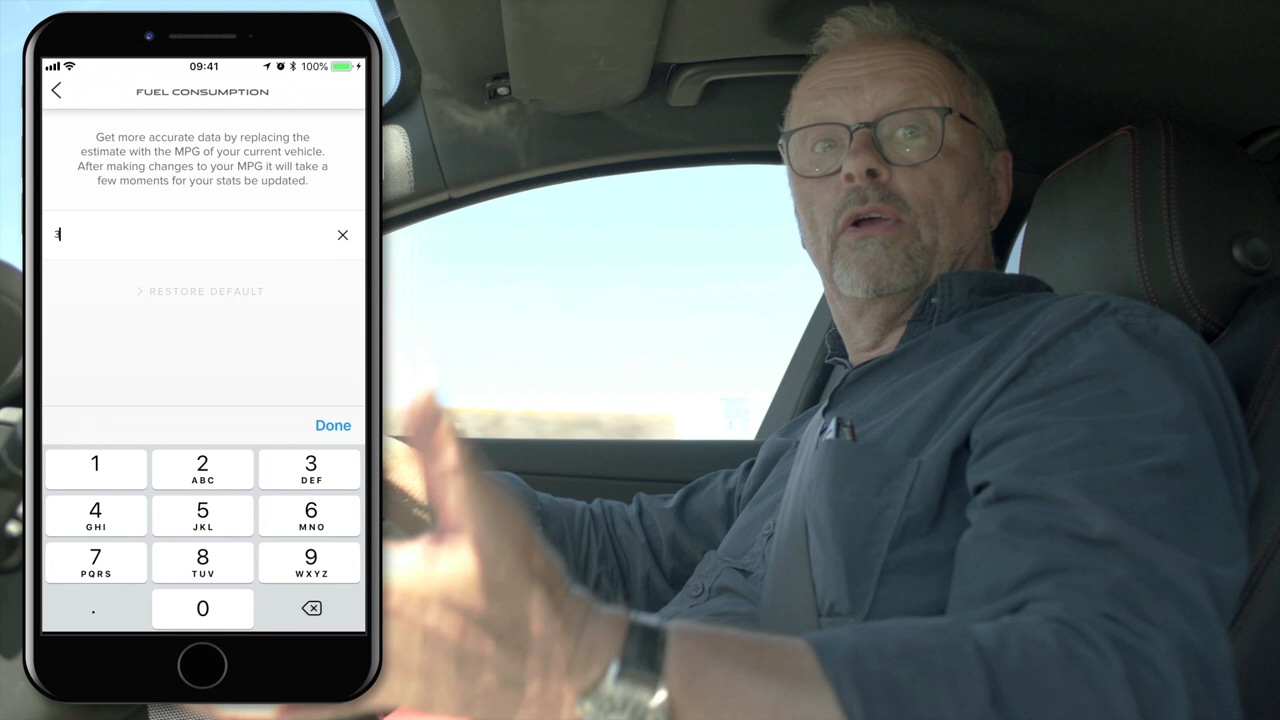 09:41
100%
FUEL CONSUMPTION
Get more accurate data by replacing the
estimate with the MPG of your current vehicle.
After making changes to your MPG it will take a
few moments for your stats be updated.
3
RESTORE DEFAULT
Done
1
2
ABC
3
DEF
4
GHI
5
JKL
6
MNO
7
PQRS
8
TUV
9
WXYZ
.
0